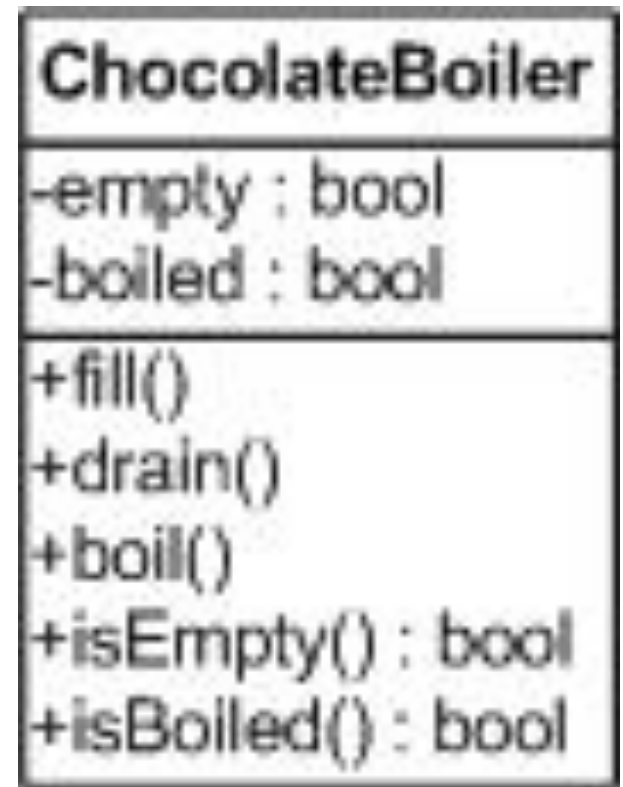 ChocolateBoiler
-empty : bool
-boiled : bool
+fill()
+drain()
+boil()
+isEmpty() : bool
+isBoiled() : bool